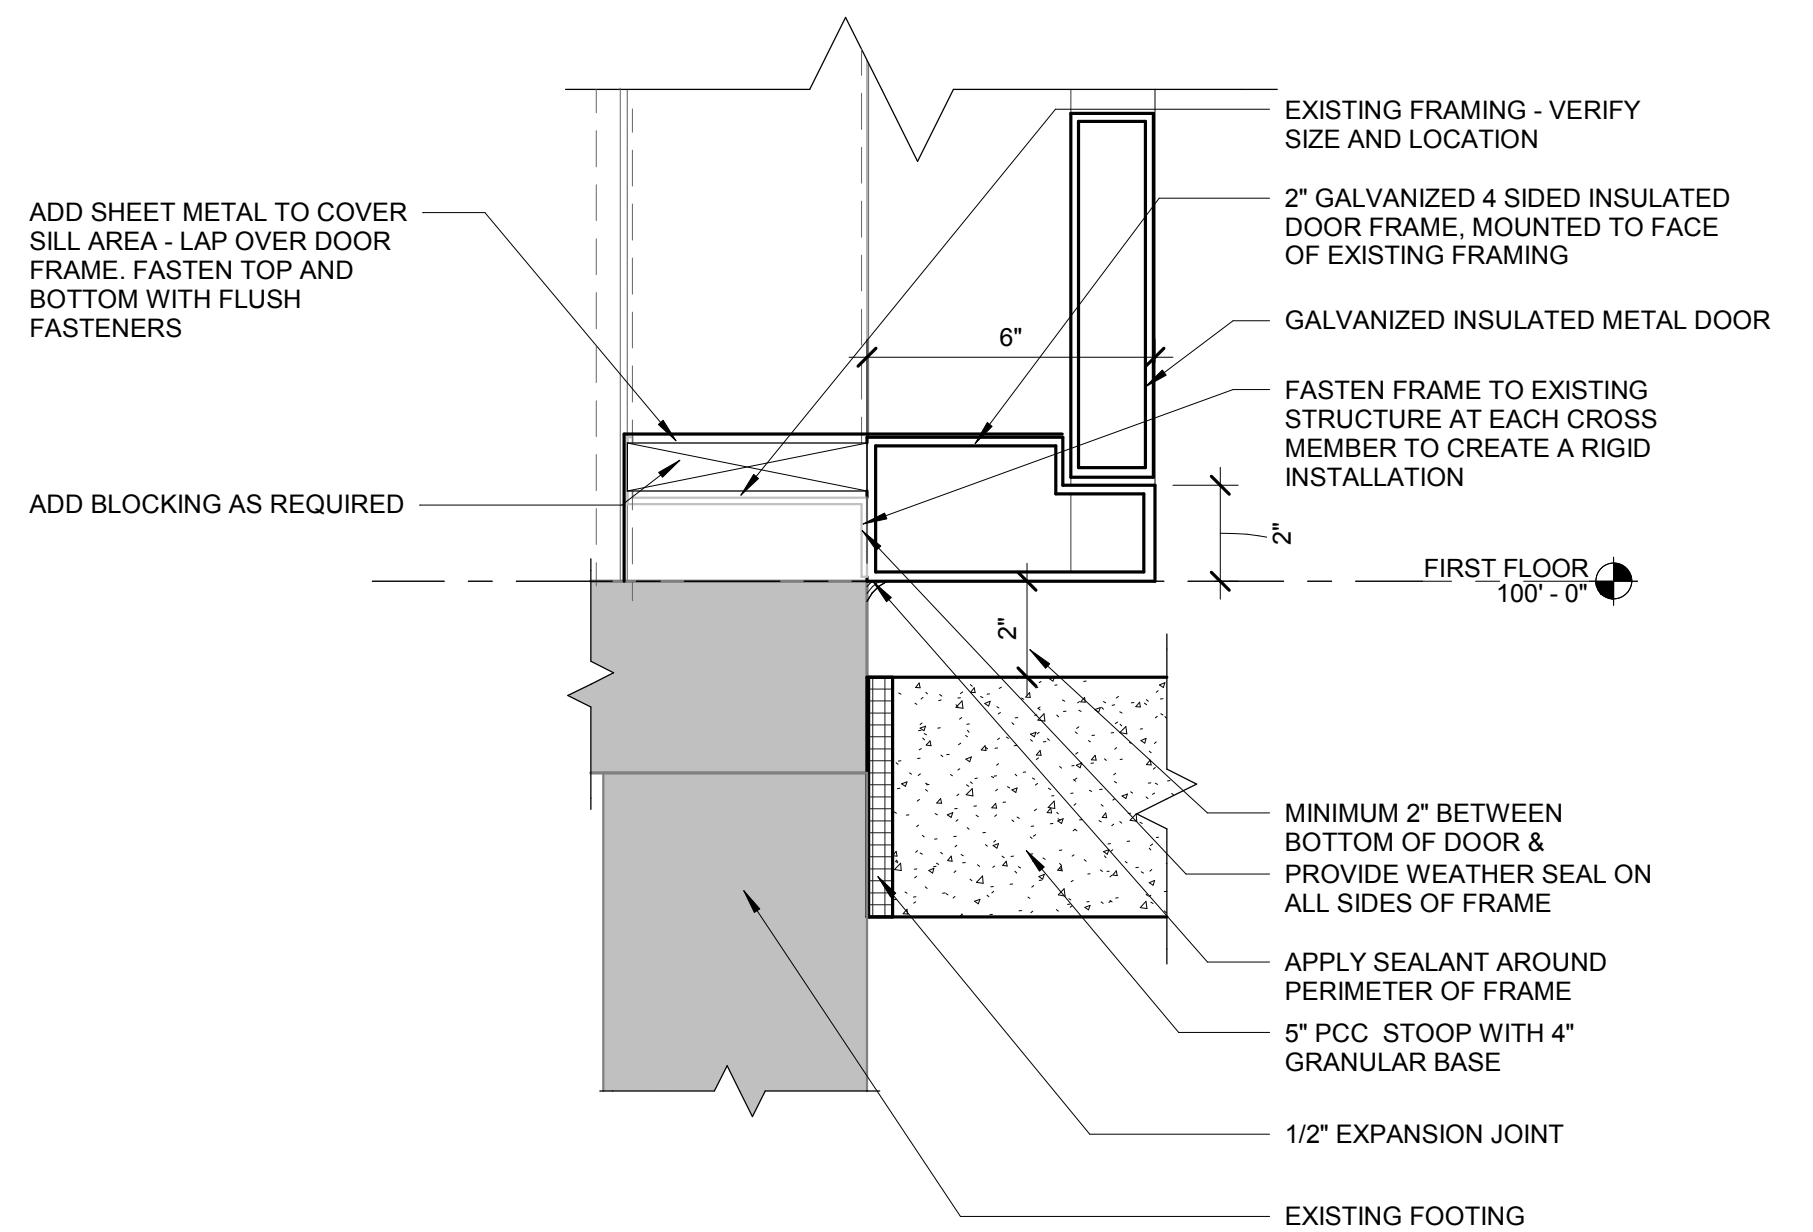 ADD SHEET METAL TO COVER
SILL AREA - LAP OVER DOOR
FRAME. FASTEN TOP AND
BOTTOM WITH FLUSH
FASTENERS
ADD BLOCKING AS REQUIRED
EXISTING FRAMING - VERIFY
SIZE AND LOCATION
2" GALVANIZED 4 SIDED INSULATED
DOOR FRAME, MOUNTED TO FACE
OF EXISTING FRAMING
GALVANIZED INSULATED METAL DOOR
6"
FASTEN FRAME TO EXISTING
STRUCTURE AT EACH CROSS
MEMBER TO CREATE A RIGID
INSTALLATION
2"
FIRST FLOOR
100' - 0"
2"
MINIMUM 2" BETWEEN
BOTTOM OF DOOR &
PROVIDE WEATHER SEAL ON
ALL SIDES OF FRAME
APPLY SEALANT AROUND
PERIMETER OF FRAME
5" PCC  STOOP WITH 4"
GRANULAR BASE
1/2" EXPANSION JOINT
EXISTING FOOTING